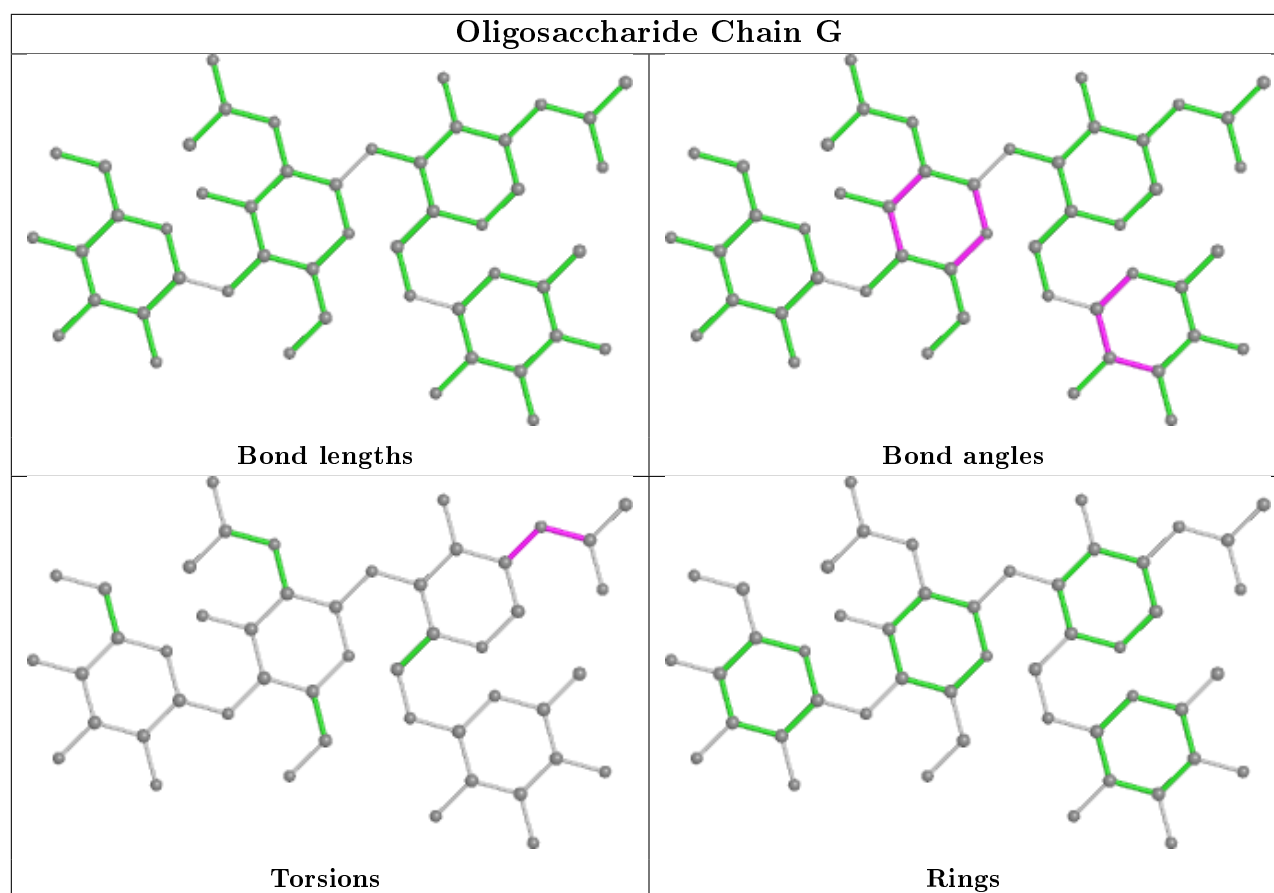 Oligosaccharide Chain G
Bond lengths
Bond angles
Torsions
Rings